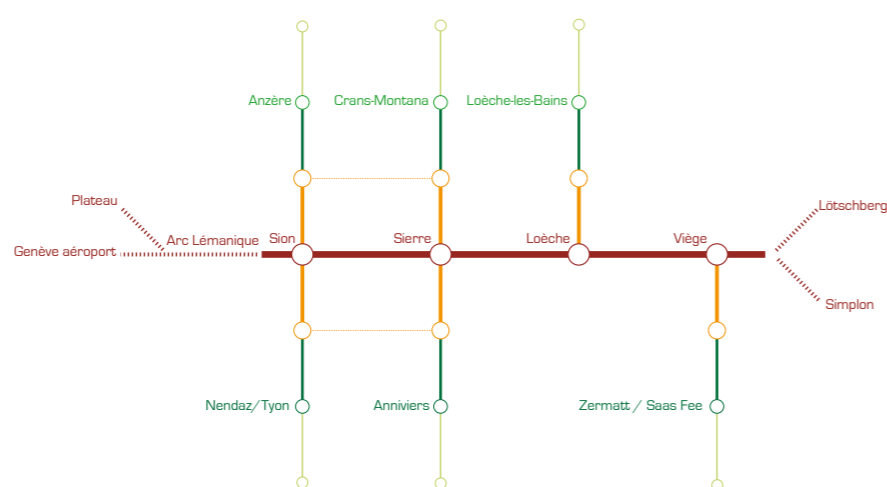 Anzère
Crans-Montana
Loèche-les-Bains
Plateau
Lötschberg
Arc Lémanique
Sion
Sierre
Loèche
Viège
Genève aéroport
Simplon
Nendaz/Tyon
Anniviers
Zermatt / Saas Fee